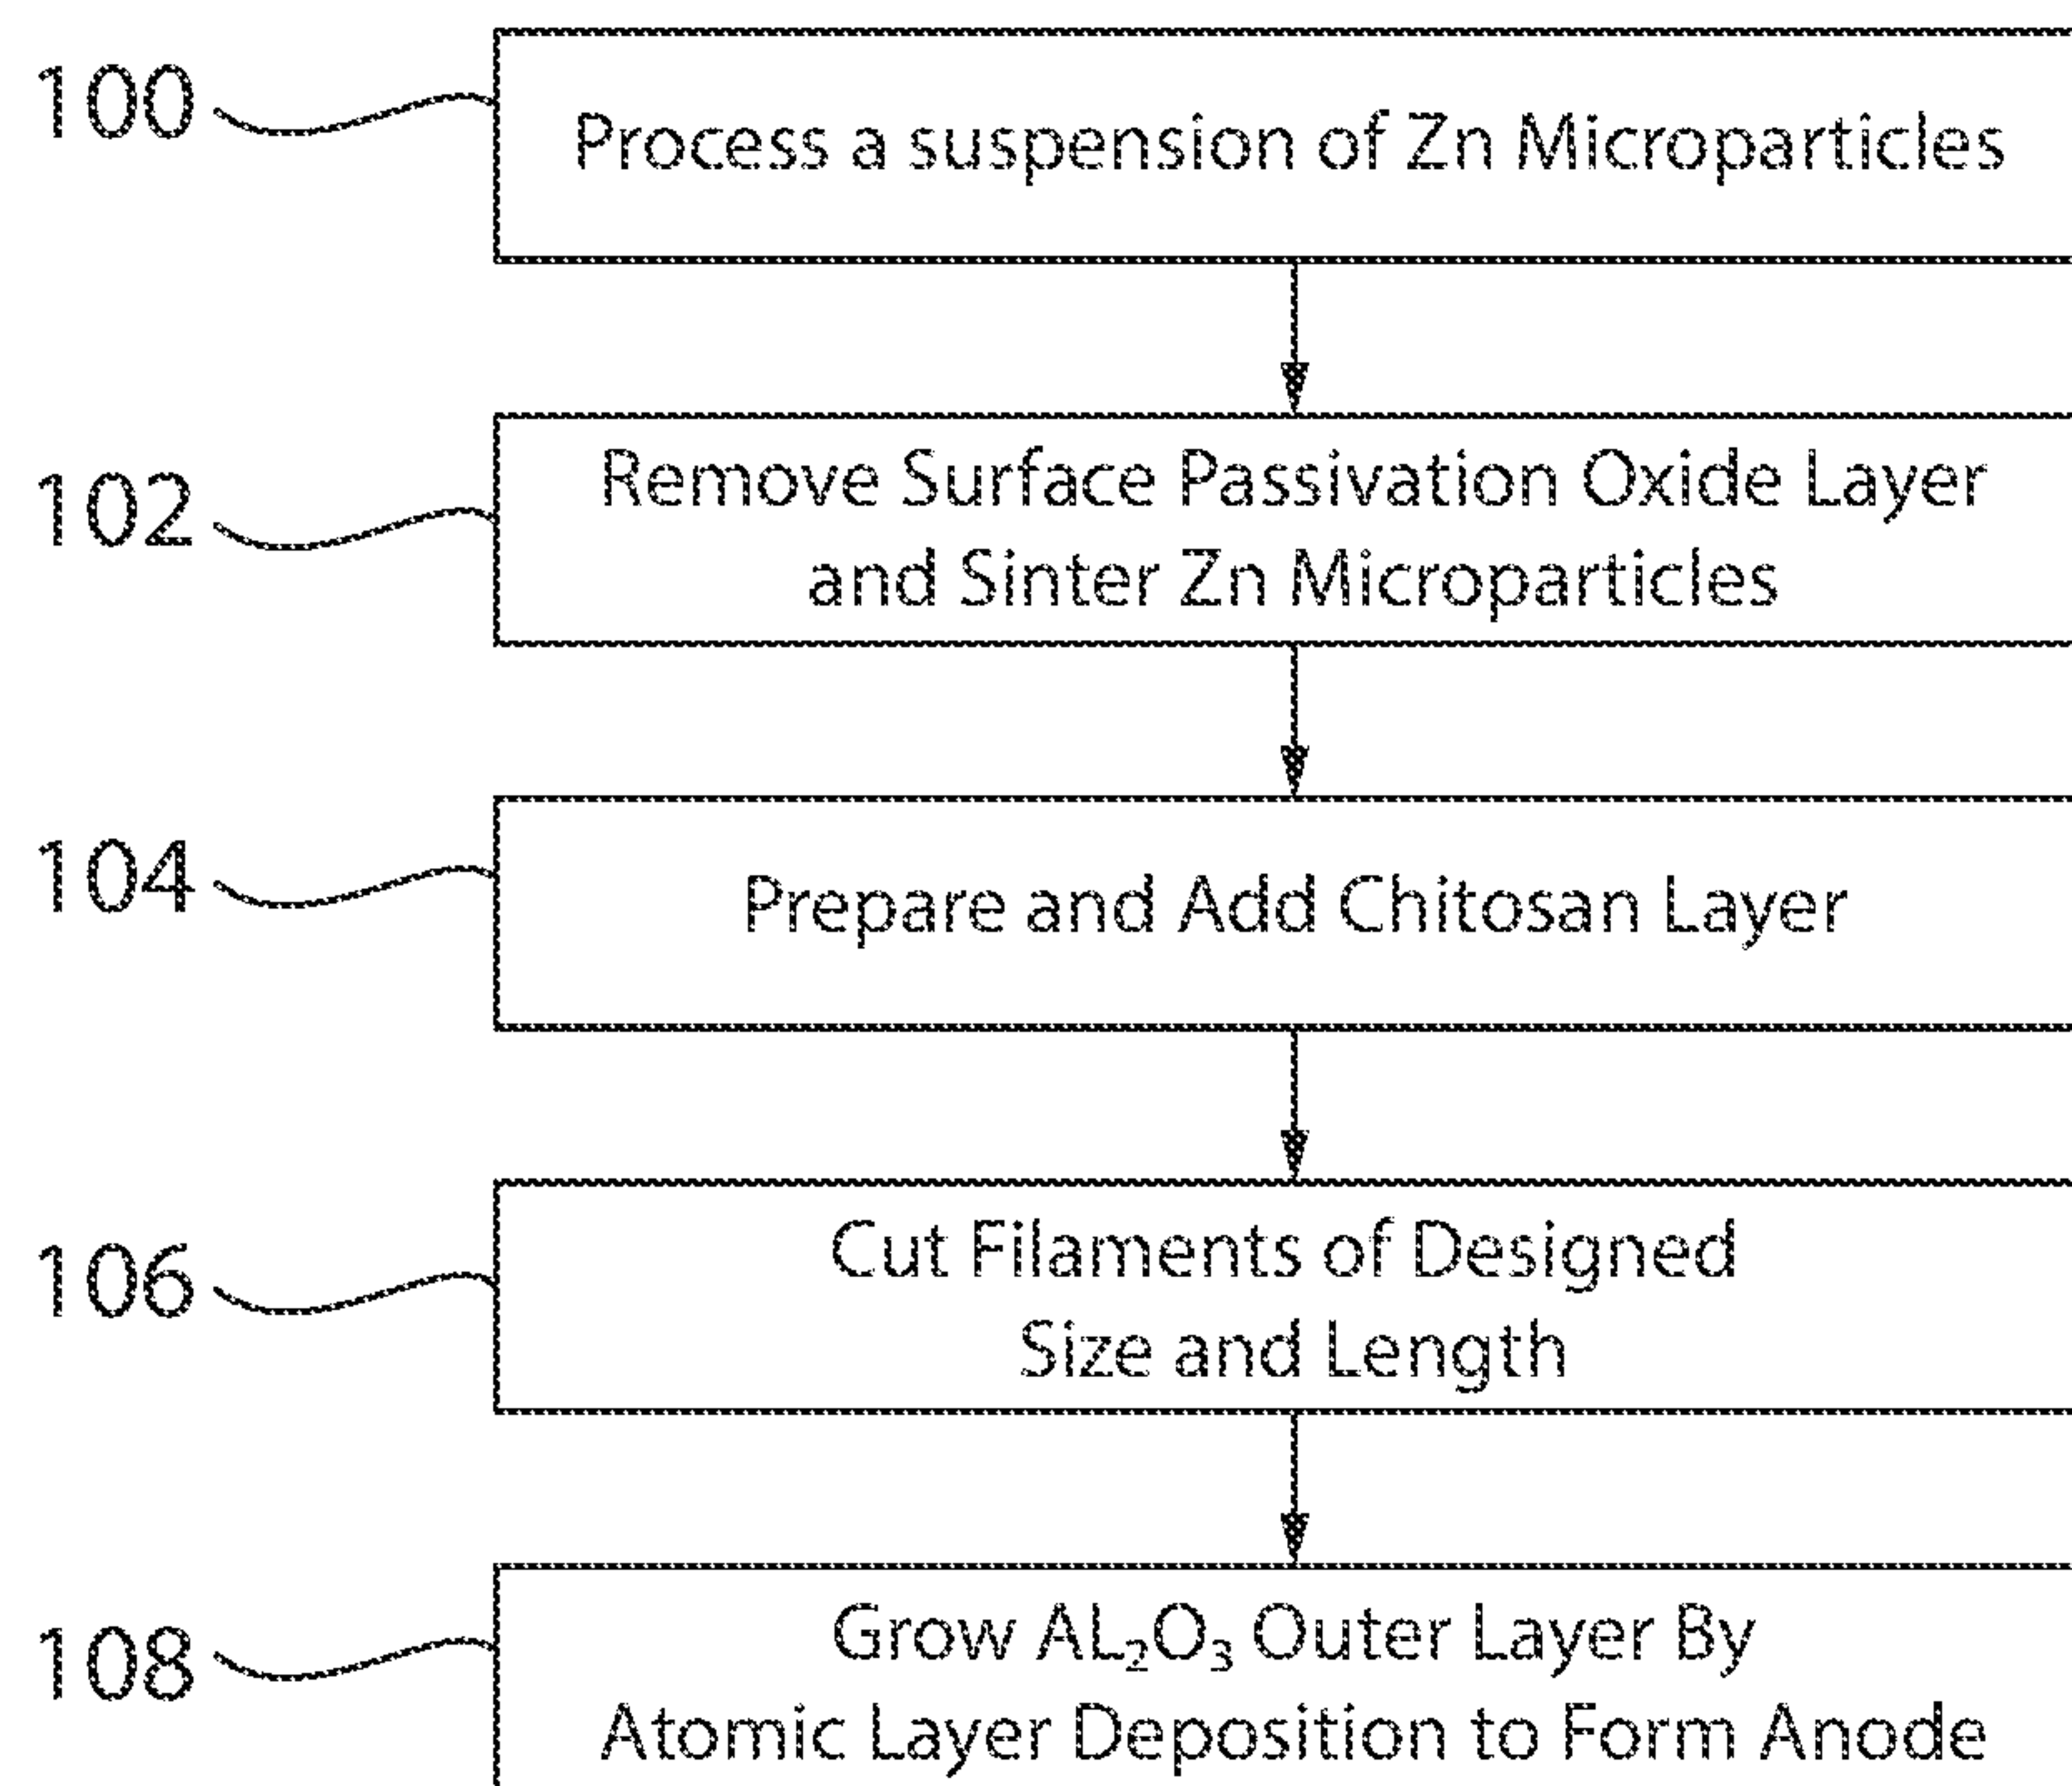 100
Process a suspension of Zn Microparticles
102
Remove Surface Passivation Oxide Layer
and Sinter Zn Microparticles
104
Prepare and Add Chitosan Layer
106
Cut Filaments of Designed
Size and Length
108
Grow AL₂O₃ Outer Layer By
Atomic Layer Deposition to Form Anode